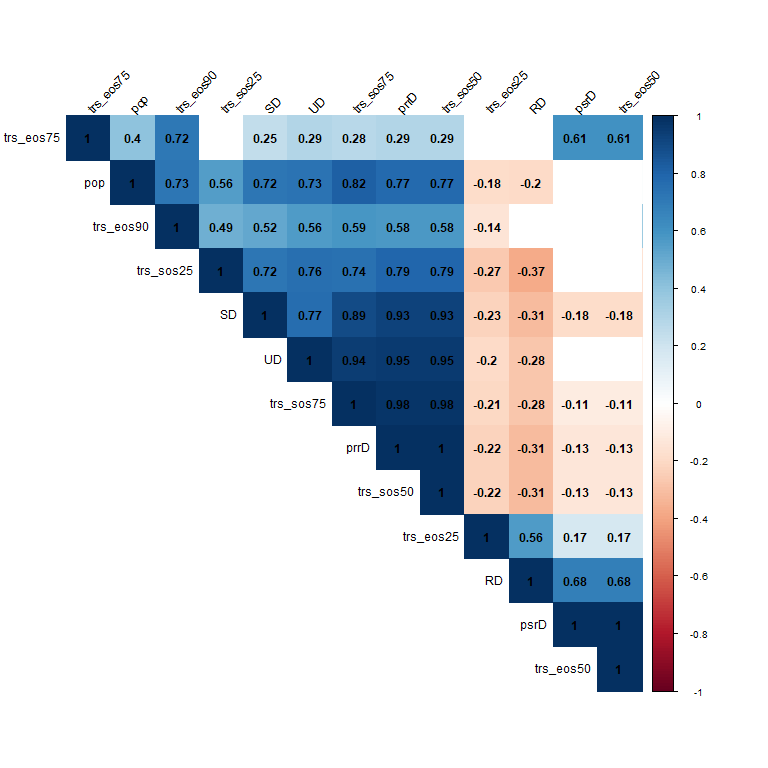 trs_eos75 pop trs_eos90 trs_sos25 SD UD trs_sos75 prrD trs_sos50 trs_eos25 RD psrD trs_eos50
trs_eos75 1 0.4 0.72 0.25 0.29 0.28 0.29 0.29 0.61 0.61
pop 1 0.73 0.56 0.72 0.73 0.82 0.77 0.77 -0.18 -0.2
trs_eos90 1 0.49 0.52 0.56 0.59 0.58 0.58 -0.14
trs_sos25 1 0.72 0.76 0.74 0.79 0.79 -0.27 -0.37
SD 1 0.77 0.89 0.93 0.93 -0.23 -0.31 -0.18 -0.18
UD 1 0.94 0.95 0.95 -0.2 -0.28
trs_sos75 1 0.98 0.98 -0.21 -0.28 -0.11 -0.11
prrD 1 1 -0.22 -0.31 -0.13 -0.13
trs_sos50 1 -0.22 -0.31 -0.13 -0.13
trs_eos25 1 0.56 0.17 0.17
RD 1 0.68 0.68
psrD 1 1
trs_eos50 1
1
0.8
0.6
0.4
0.2
0
-0.2
-0.4
-0.6
-0.8
-1